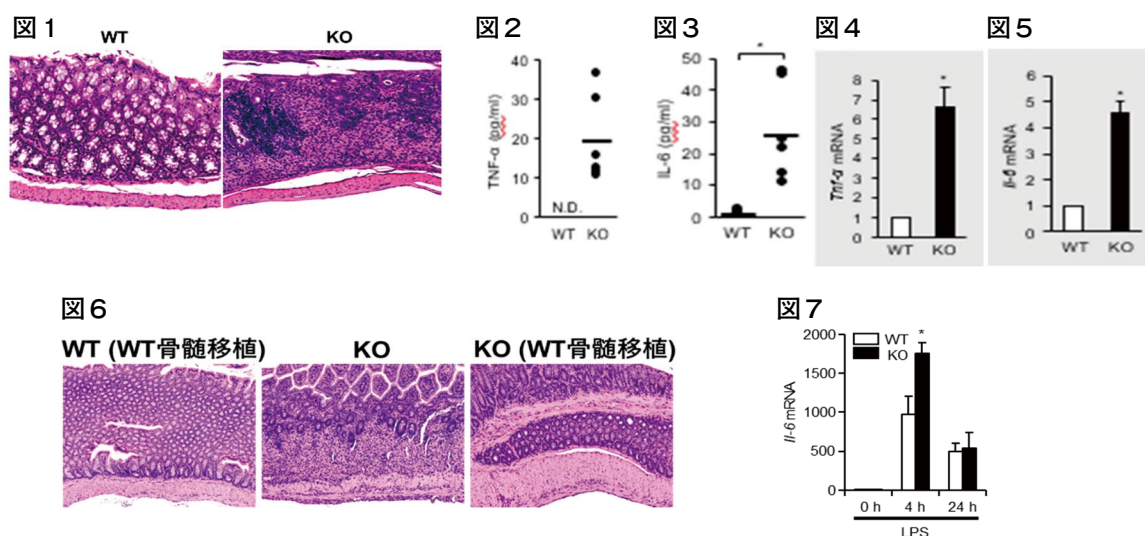 図1
WT
KO
図2
TNF-α (pg/ml)
40
30
20
10
0
N.D.
WT KO
図3
IL-6 (pg/ml)
*
50
40
30
20
10
0
WT KO
図4
Tnf-α mRNA
8
7
6
5
4
3
2
1
0
*
WT KO
図5
Il-6 mRNA
6
5
4
3
2
1
0
*
WT KO
図6
WT (WT骨髄移植)
KO
KO (WT骨髄移植)
図7
Il-6 mRNA
2000
1500
1000
500
0
WT
KO
*
0 h 4 h 24 h
LPS